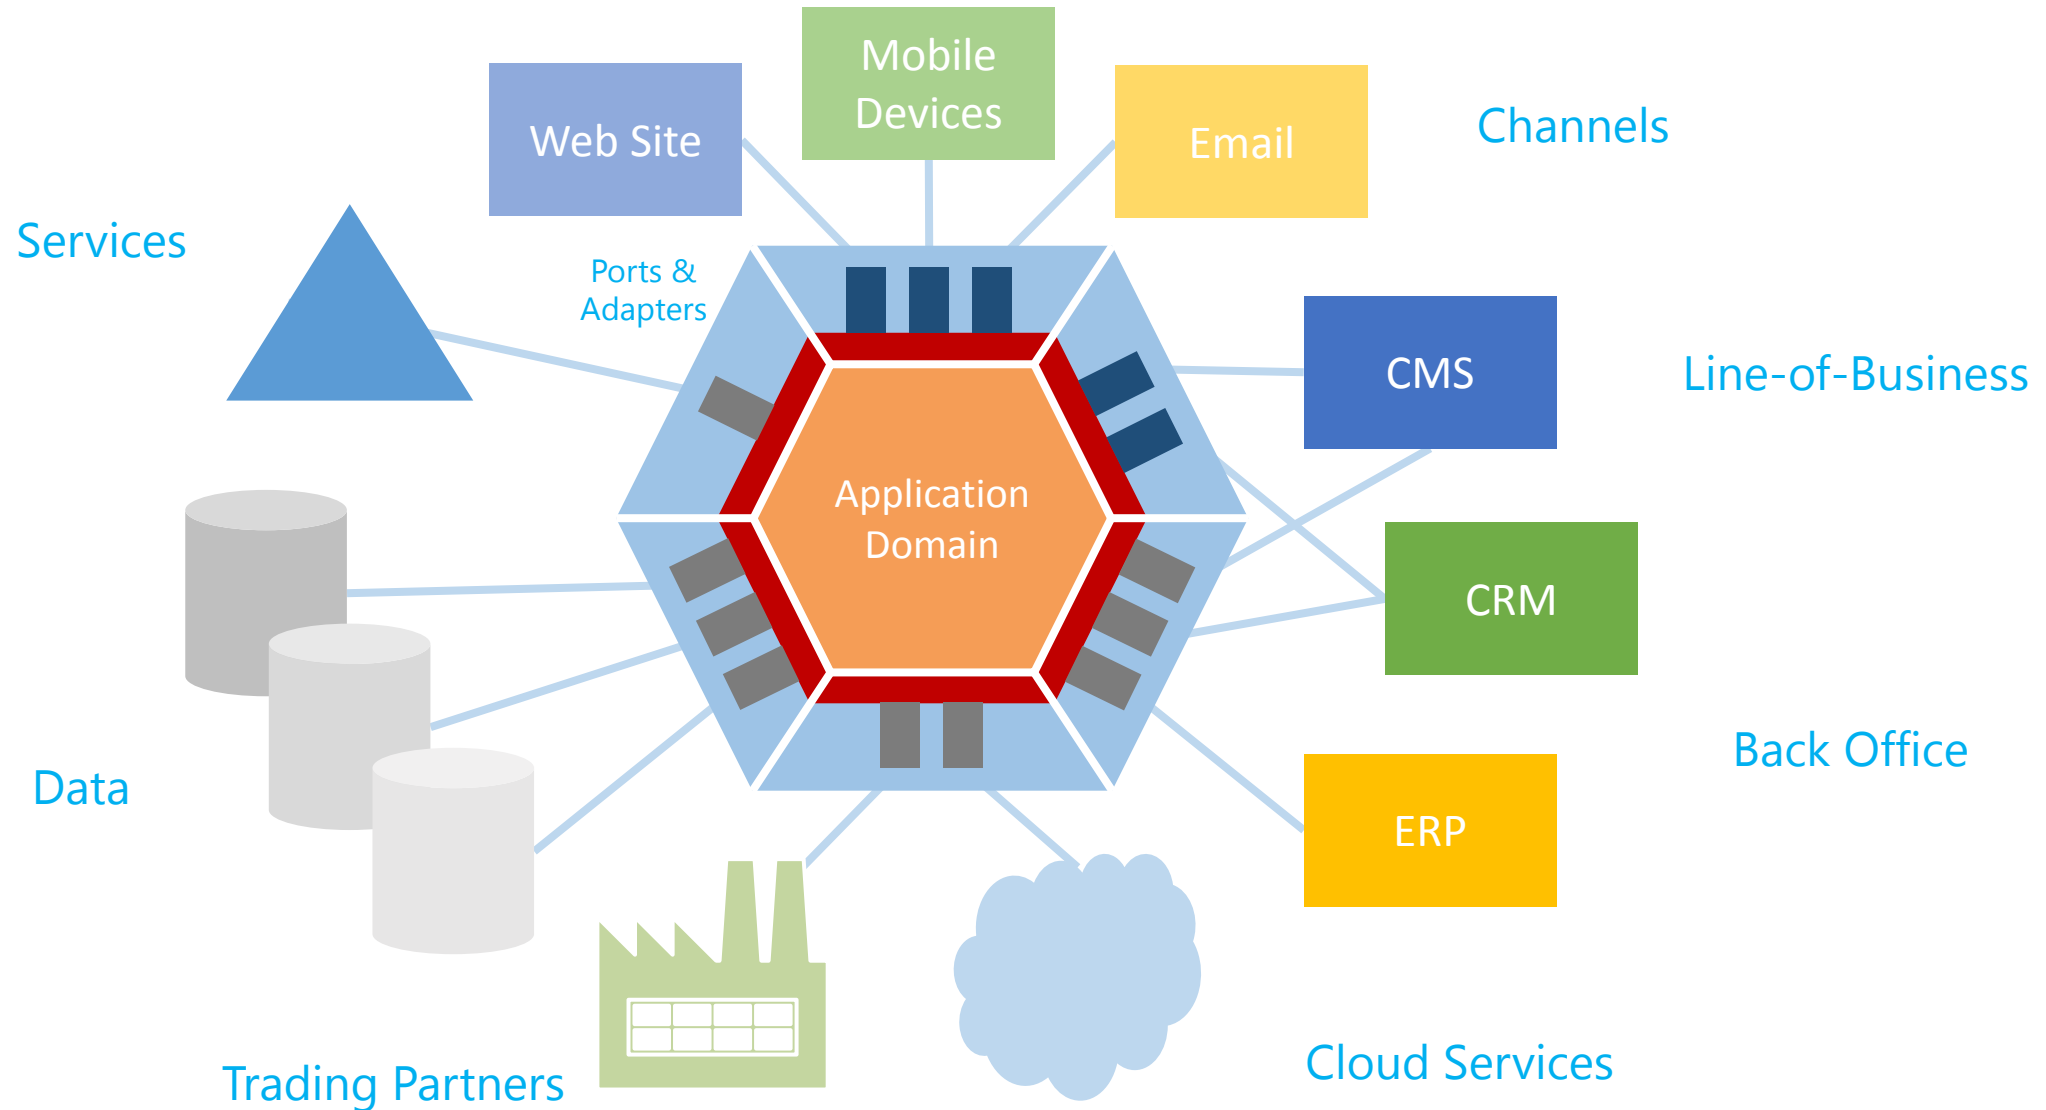 Mobile
Devices
Web Site
Email
Channels
Services
Ports &
Adapters
CMS
Line-of-Business
Application
Domain
CRM
Back Office
Data
ERP
Trading Partners
Cloud Services